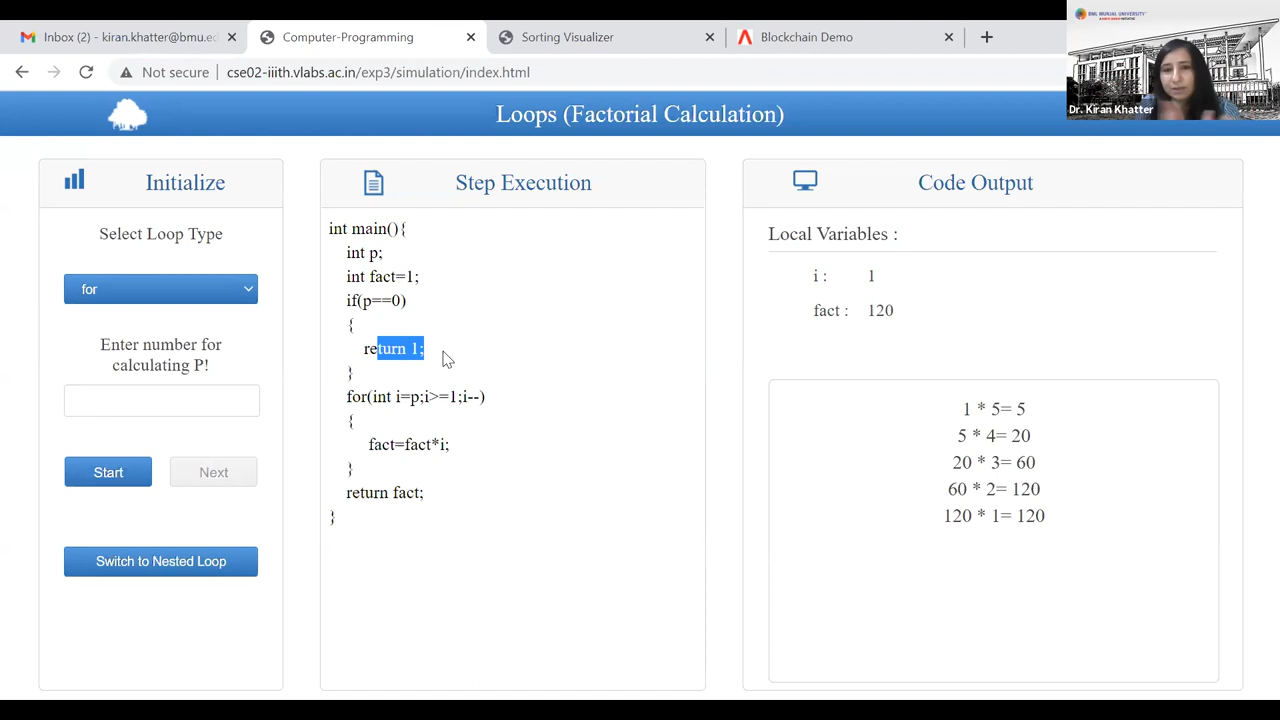 Inbox (2) - kiran.khatter@bmu.ed
Computer-Programming
Sorting Visualizer
Blockchain Demo
Not secure
cse02-iiith.vlabs.ac.in/exp3/simulation/index.html
BML MUNJAL UNIVERSITY
Dr. Kiran Khatter
Loops (Factorial Calculation)
Initialize
Select Loop Type
for
Enter number for
calculating P!
Start
Next
Switch to Nested Loop
Step Execution
int main(){
int p;
int fact=1;
if(p==0)
{
return 1;
}
for(int i=p;i>=1;i--)
{
fact=fact*i;
}
return fact;
}
Code Output
Local Variables :
i : 1
fact : 120
1 * 5= 5
5 * 4= 20
20 * 3= 60
60 * 2= 120
120 * 1= 120